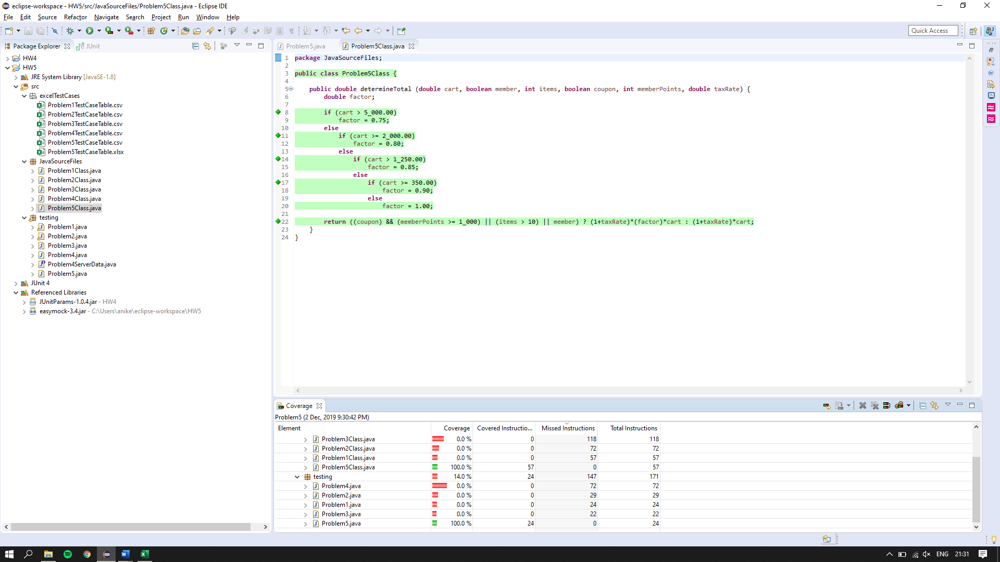 eclipse-workspace - HW5/src/JavaSourceFiles/Problem5Class.java - Eclipse IDE
File Edit Source Refactor Navigate Search Project Run Window Help
Quick Access
Package Explorer JUnit
HW4
HW5
JRE System Library [JavaSE-1.8]
src
excelTestCases
Problem1TestCaseTable.csv
Problem2TestCaseTable.csv
Problem3TestCaseTable.csv
Problem4TestCaseTable.csv
Problem5TestCaseTable.csv
Problem5TestCaseTable.xlsx
JavaSourceFiles
Problem1Class.java
Problem2Class.java
Problem3Class.java
Problem4Class.java
Problem5Class.java
testing
Problem1.java
Problem2.java
Problem3.java
Problem4.java
Problem4ServerData.java
Problem5.java
JUnit 4
Referenced Libraries
JUnitParams-1.0.4.jar - HW4
easymock-3.4.jar - C:\Users\anike\eclipse-workspace\HW5
Problem5.java Problem5Class.java
1 package JavaSourceFiles;
2
3 public class Problem5Class {
4
5 public double determineTotal (double cart, boolean member, int items, boolean coupon, int memberPoints, double taxRate) {
6 double factor;
7
8 if (cart > 5_000.00)
9 factor = 0.75;
10 else
11 if (cart >= 2_000.00)
12 factor = 0.80;
13 else
14 if (cart > 1_250.00)
15 factor = 0.85;
16 else
17 if (cart >= 350.00)
18 factor = 0.90;
19 else
20 factor = 1.00;
21
22 return ((coupon) && (memberPoints >= 1_000) || (items > 10) || member) ? (1+taxRate)*(factor)*cart : (1+taxRate)*cart;
23 }
24 }
Coverage
Problem5 (2 Dec, 2019 9:30:42 PM)
Element Coverage Covered Instructio... Missed Instructions Total Instructions
Problem3Class.java 0.0 % 0 118 118
Problem2Class.java 0.0 % 0 72 72
Problem1Class.java 0.0 % 0 57 57
Problem5Class.java 100.0 % 57 0 57
testing 14.0 % 24 147 171
Problem4.java 0.0 % 0 72 72
Problem2.java 0.0 % 0 29 29
Problem1.java 0.0 % 0 24 24
Problem3.java 0.0 % 0 22 22
Problem5.java 100.0 % 24 0 24
ENG 21:31